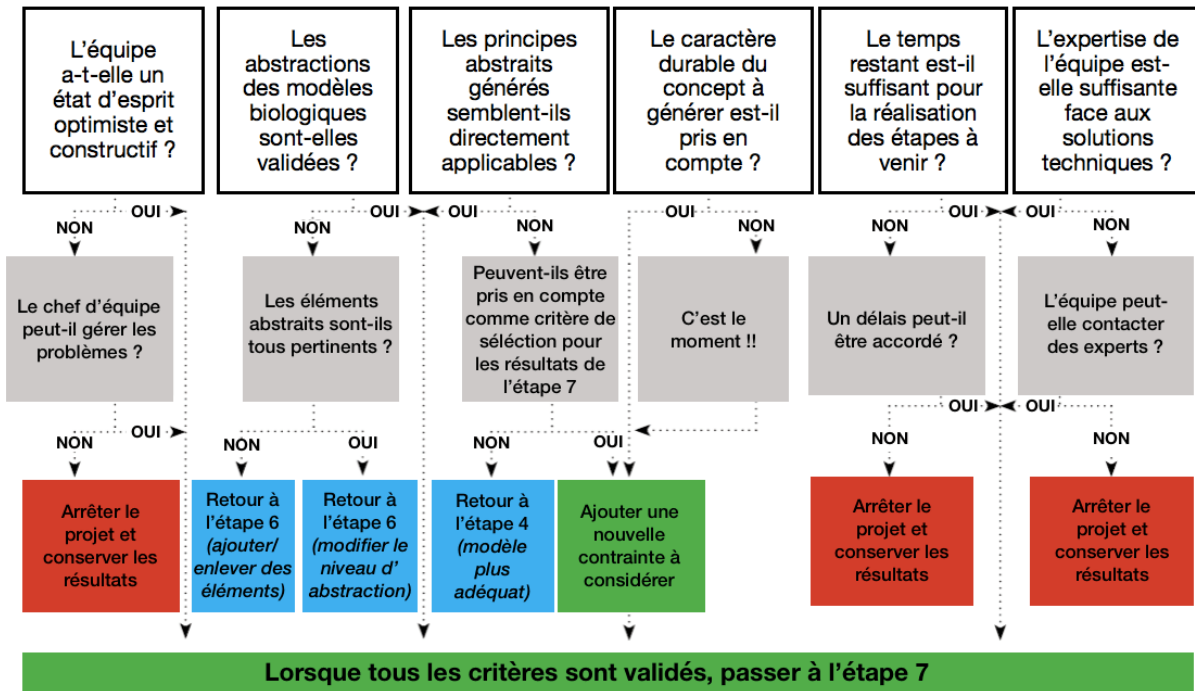 L'équipe
a-t-elle un
état d'esprit
optimiste et
constructif ?
Les
abstractions
des modèles
biologiques
sont-elles
validées ?
Les principes
abstraits
générés
semblent-ils
directement
applicables ?
Le caractère
durable du
concept à
générer est-il
pris en
compte ?
Le temps
restant est-il
suffisant pour
la réalisation
des étapes à
venir ?
L'expertise de
l'équipe est-
elle suffisante
face aux
solutions
techniques ?
OUI
OUI
OUI
OUI
OUI
OUI
NON
NON
NON
NON
NON
NON
Le chef d'équipe
peut-il gérer les
problèmes ?
Les éléments
abstraits sont-ils
tous pertinents ?
Peuvent-ils être
pris en compte
comme critère de
séléction pour
les résultats de
l'étape 7
C'est le
moment !!
Un délais peut-il
être accordé ?
L'équipe peut-
elle contacter
des experts ?
OUI
NON
NON
OUI
NON
OUI
OUI
NON
OUI
NON
Arrêter le
projet et
conserver les
résultats
Retour à
l'étape 6
(ajouter/
enlever des
éléments)
Retour à
l'étape 6
(modifier le
niveau d'
abstraction)
Retour à
l'étape 4
(modèle
plus
adéquat)
Ajouter une
nouvelle
contrainte à
considérer
Arrêter le
projet et
conserver les
résultats
Arrêter le
projet et
conserver les
résultats
Lorsque tous les critères sont validés, passer à l'étape 7